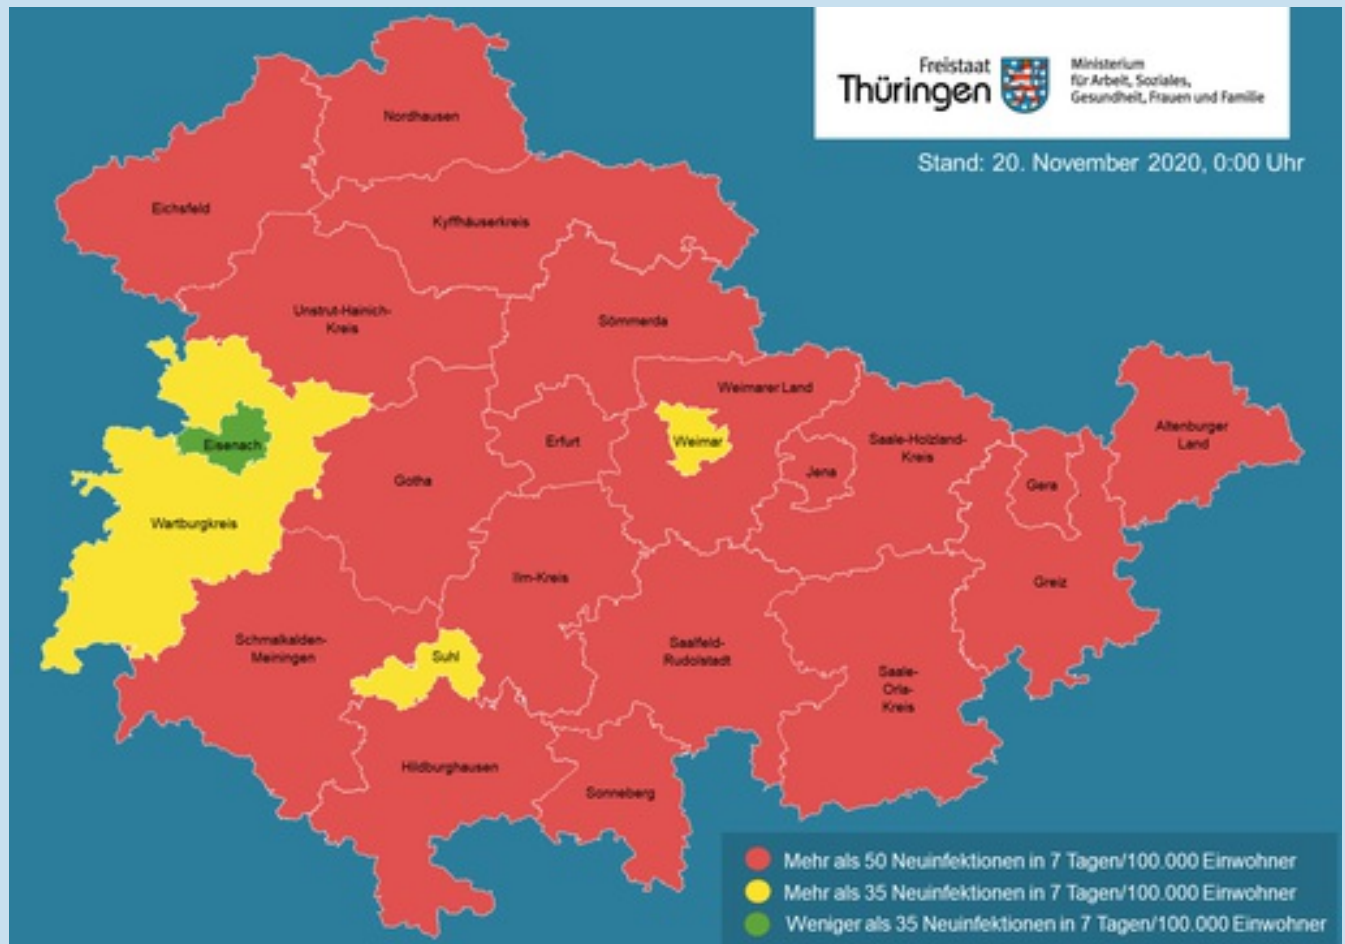 Freistaat
Thüringen
Ministerium
für Arbeit, Soziales,
Gesundheit, Frauen und Familie
Stand: 20. November 2020, 0:00 Uhr
Nordhausen
Eichsfeld
Kyffhäuserkreis
Unstrut-Hainich-
Kreis
Sömmerda
Weimarer Land
Eisenach
Erfurt
Weimar
Saale-Holzland-
Kreis
Jena
Altenburger
Land
Gotha
Gera
Wartburgkreis
Ilm-Kreis
Greiz
Schmalkalden-
Meiningen
Suhl
Saalfeld-
Rudolstadt
Saale-
Orla-
Kreis
Hildburghausen
Sonneberg
Mehr als 50 Neuinfektionen in 7 Tagen/100.000 Einwohner
Mehr als 35 Neuinfektionen in 7 Tagen/100.000 Einwohner
Weniger als 35 Neuinfektionen in 7 Tagen/100.000 Einwohner